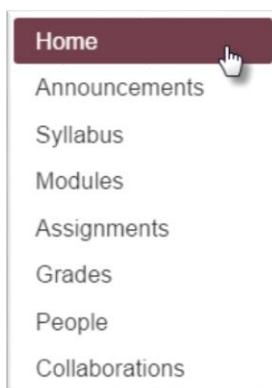 Home
Announcements
Syllabus
Modules
Assignments
Grades
People
Collaborations